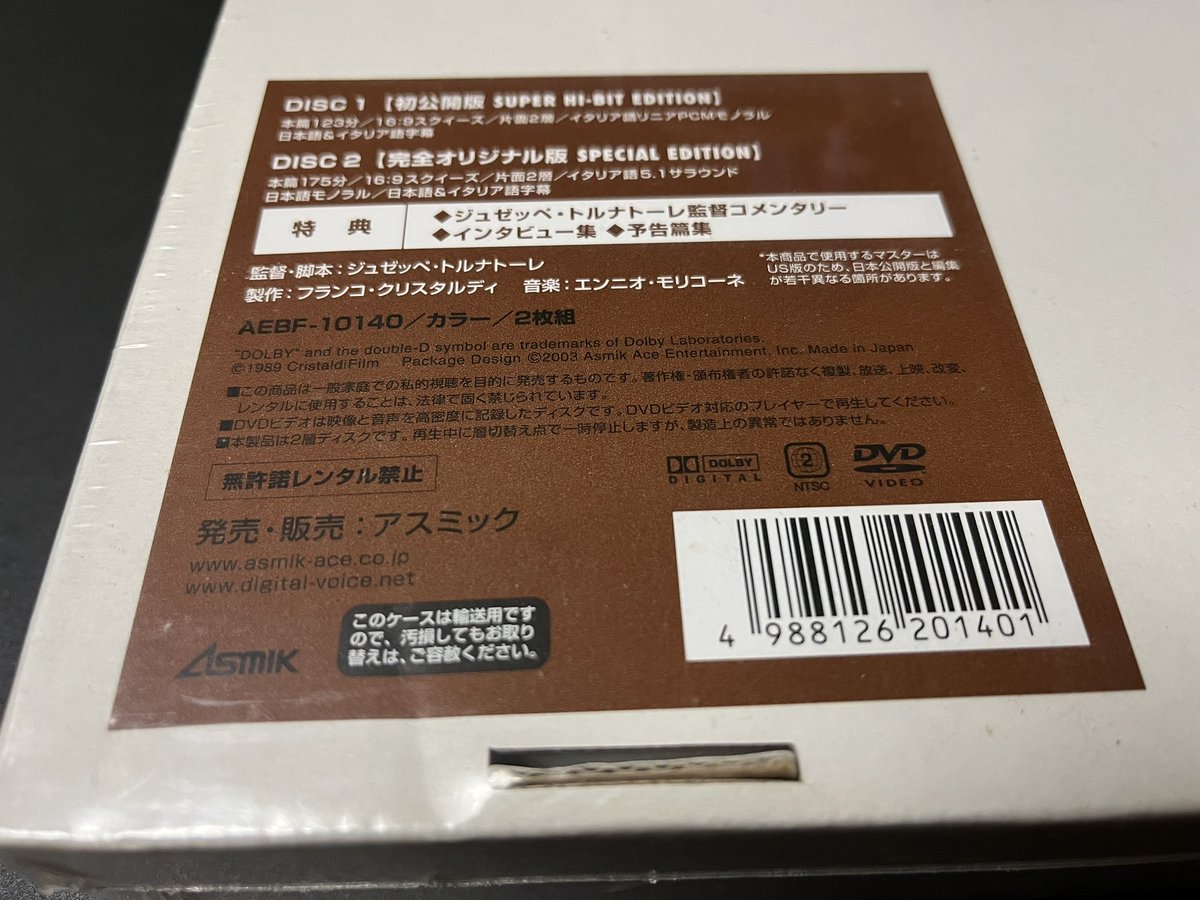 DISC 1【初公開版 SUPER HI-BIT EDITION】
本篇123分／16:9スクイーズ／片面2層／イタリア語リニアPCMモノラル
日本語&イタリア語字幕
DISC 2【完全オリジナル版 SPECIAL EDITION】
本篇175分／16:9スクイーズ／片面2層／イタリア語5.1サラウンド
日本語モノラル／日本語&イタリア語字幕
特典
◆ジュゼッペ・トルナトーレ監督コメンタリー
◆インタビュー集 ◆予告篇集
監督・脚本：ジュゼッペ・トルナトーレ
製作：フランコ・クリスタルディ 音楽：エンニオ・モリコーネ
*本商品で使用するマスターは
US版のため、日本公開版と編集
が若干異なる箇所があります。
AEBF-10140／カラー／2枚組
"DOLBY" and the double-D symbol are trademarks of Dolby Laboratories.
©1989 CristaldiFilm Package Design ©2003 Asmik Ace Entertainment, Inc. Made in Japan
■この商品は一般家庭での私的視聴を目的に発売するものです。著作権・頒布権者の許諾なく複製、放送、上映、改変、
レンタルに使用することは、法律で固く禁じられています。
■DVDビデオは映像と音声を高密度に記録したディスクです。DVDビデオ対応のプレイヤーで再生してください。
■本製品は2層ディスクです。再生中に層切替え点で一時停止しますが、製造上の異常ではありません。
無許諾レンタル禁止
DOLBY
DIGITAL
2
NTSC
DVD
VIDEO
発売・販売：アスミック
www.asmik-ace.co.jp
www.digital-voice.net
このケースは輸送用です
ので、汚損してもお取り
替えは、ご容赦ください。
ASMIK
4 988126 201401